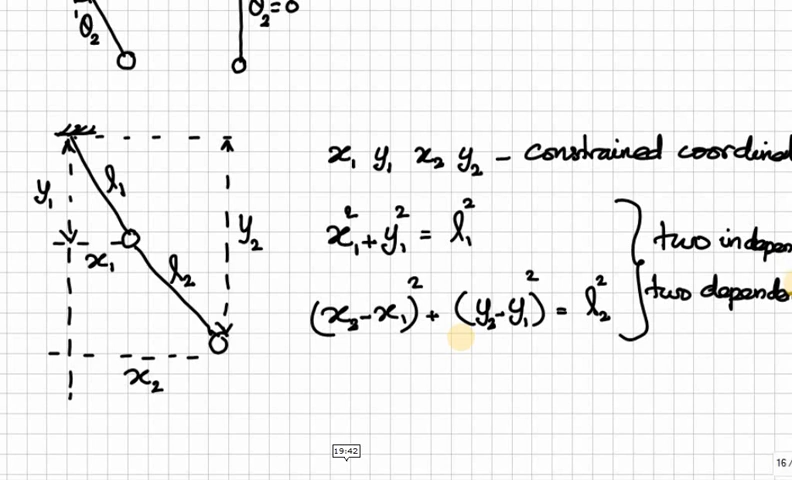 θ₂
θ₂=0
l₁
y₁
x₁
l₂
y₂
x₂
x₁ y₁ x₂ y₂ - constrained coordina
x₁² + y₁² = l₁²
two indepen
(x₂-x₁)² + (y₂-y₁)² = l₂²
two depende
19:42
16/